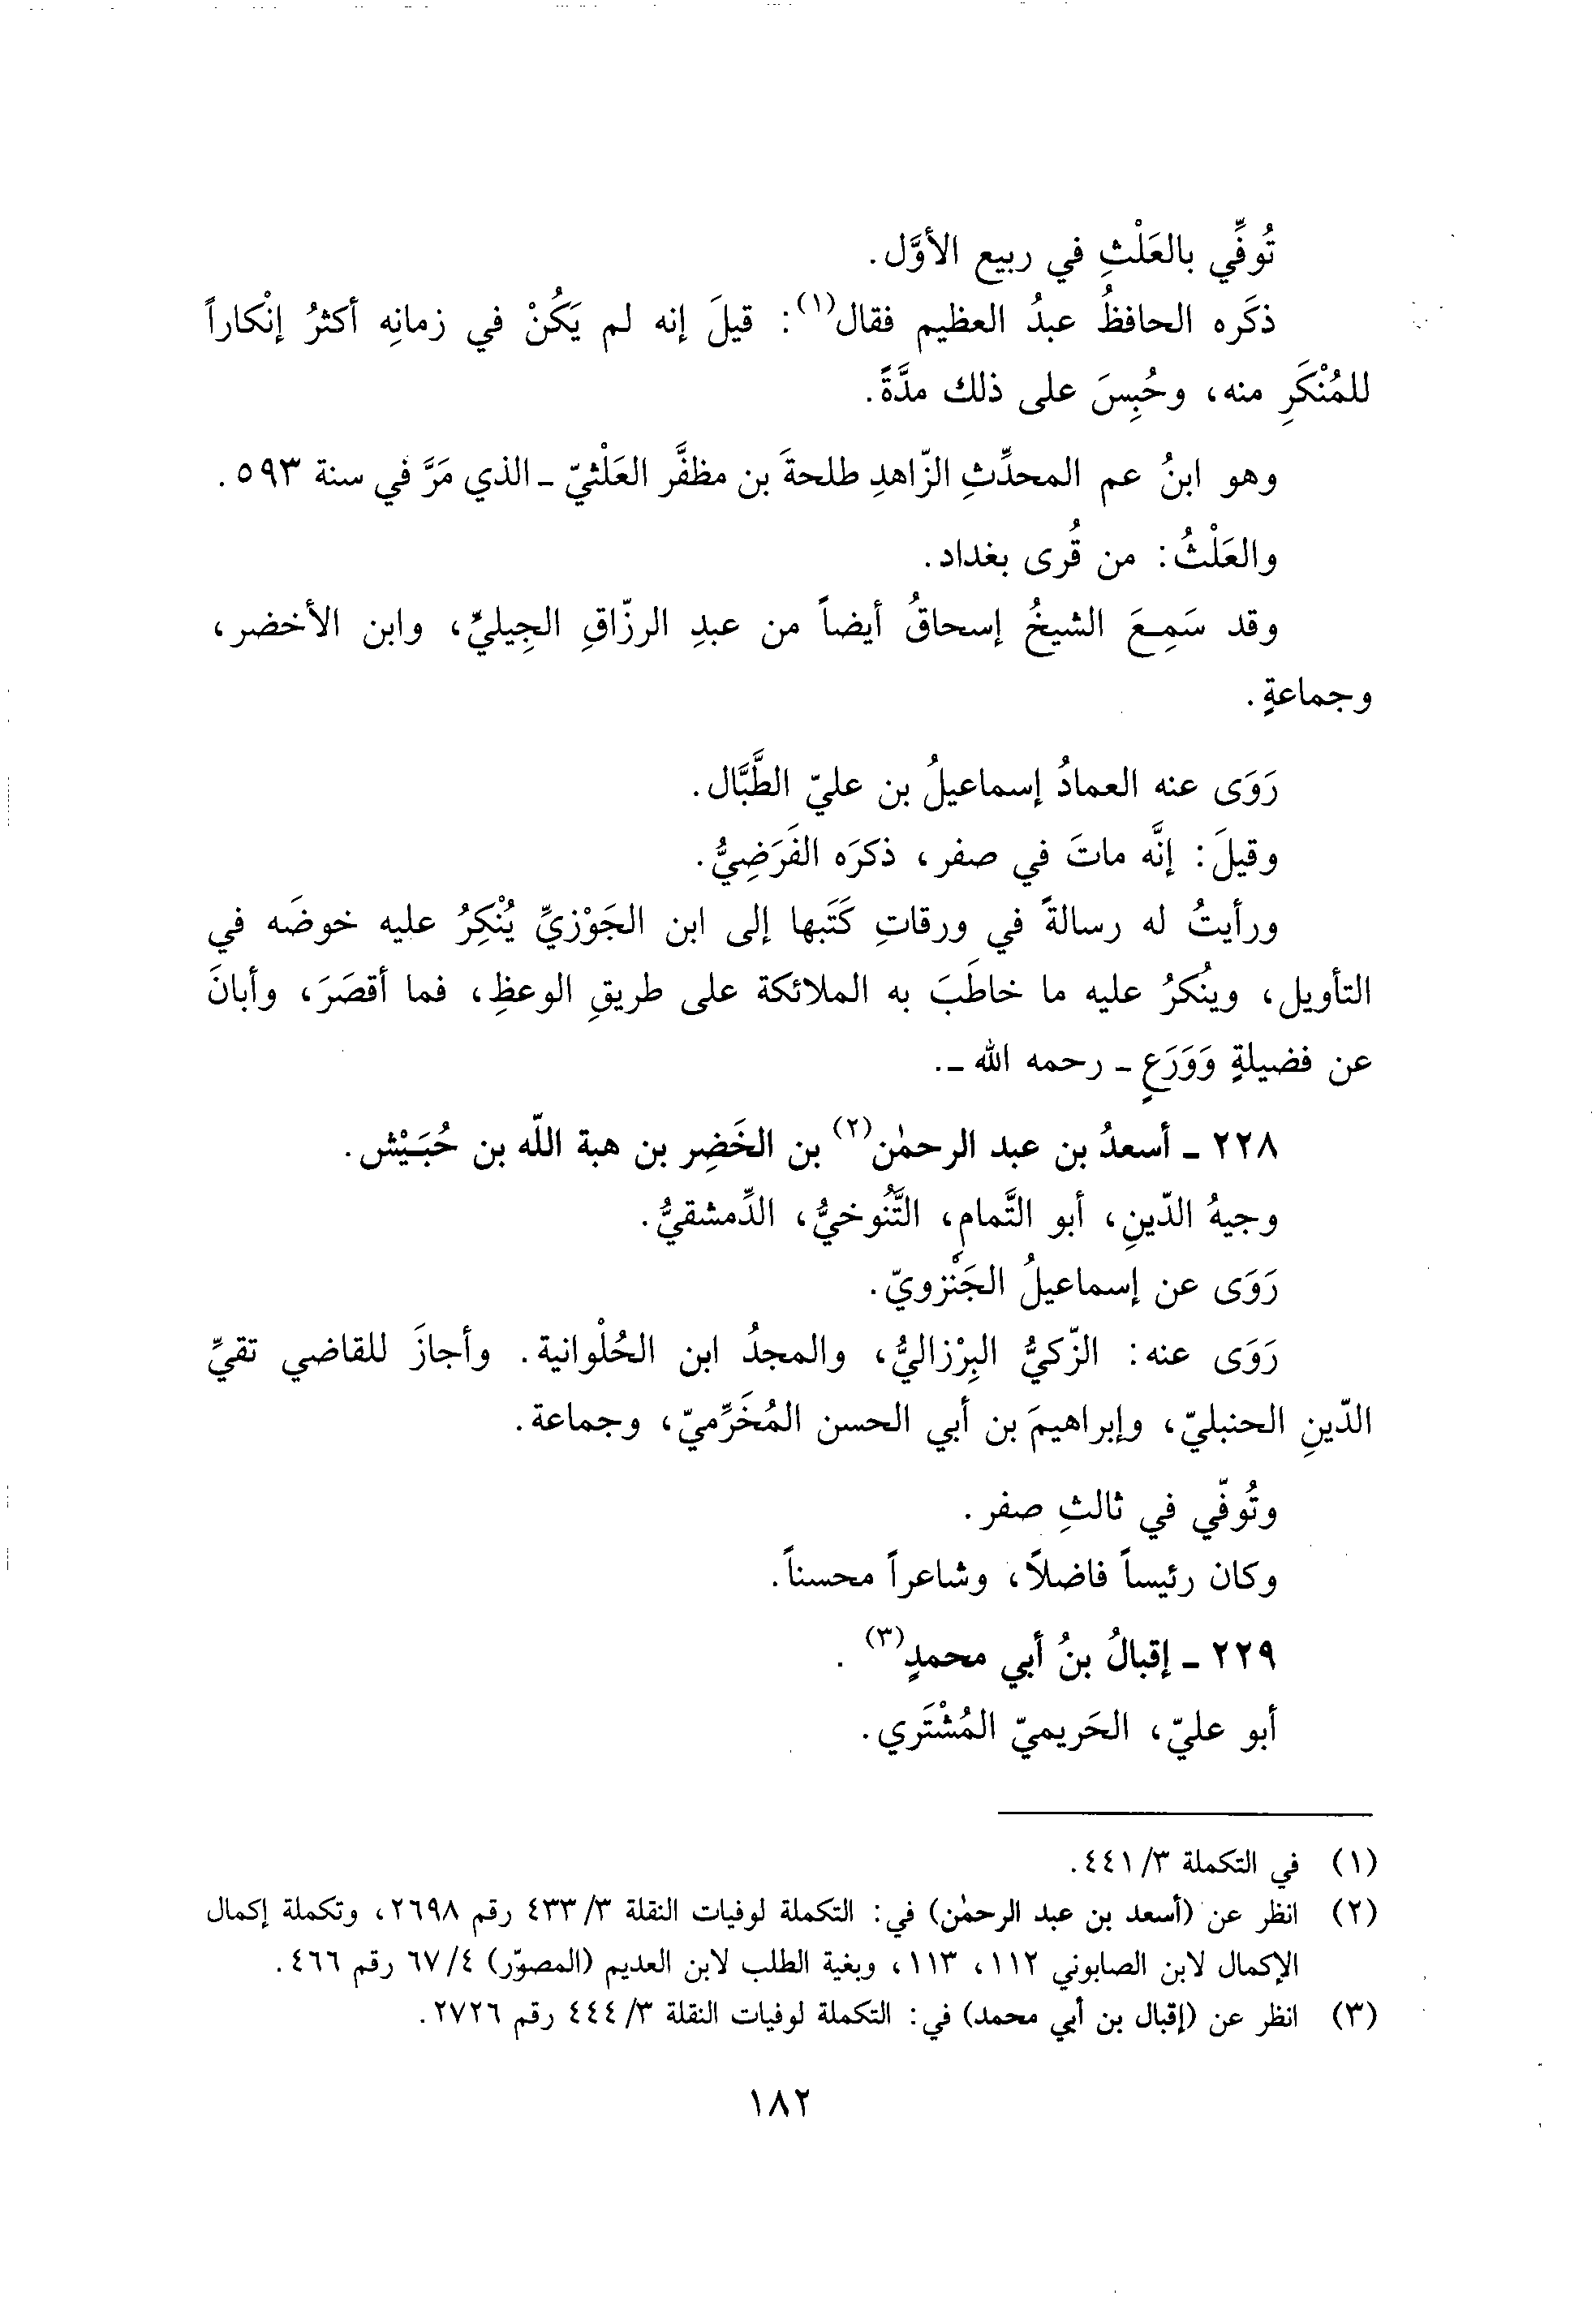 تُوفِّي بالعَلْثِ في ربيع الأوَّل.
ذكَره الحافظُ عبدُ العظيم فقال(١): قيلَ إنه لم يَكُنْ في زمانِه أكثرُ إنْكاراً
للمُنْكَرِ منه، وحُبِسَ على ذلك مدَّةً.
وهو ابنُ عم المحدِّثِ الزّاهدِ طلحةَ بن مظفَّر العَلْثيّ ـ الذي مَرَّ في سنة ٥٩٣.
والعَلْثُ: من قُرى بغداد.
وقد سَمِعَ الشيخُ إسحاقُ أيضاً من عبدِ الرزّاقِ الجِيليِّ، وابن الأخضر،
وجماعةٍ.
رَوَى عنه العمادُ إسماعيلُ بن عليّ الطَّبَّال.
وقيلَ: إنَّه ماتَ في صفر، ذكرَه الفَرَضِيُّ.
ورأيتُ له رسالةً في ورقاتِ كَتَبها إلى ابن الجَوْزيِّ يُنْكِرُ عليه خوضَه في
التأويل، وينُكرُ عليه ما خاطَبَ به الملائكة على طريقِ الوعظِ، فما أقصَرَ، وأبانَ
عن فضيلةٍ وَوَرَعٍ ـ رحمه الله ـ.
٢٢٨ ـ أسعدُ بن عبد الرحمٰن(٢) بن الخَضِر بن هبة اللّه بن حُبَيْش.
وجيهُ الدّينِ، أبو التَّمامِ، التَّنُوخيُّ، الدِّمشقيُّ.
رَوَى عن إسماعيلُ الجَنْزويّ.
رَوَى عنه: الزّكيُّ البِرْزاليُّ، والمجدُ ابن الحُلْوانية. وأجازَ للقاضي تقيِّ
الدّينِ الحنبليّ، وإبراهيمَ بن أبي الحسن المُخَرِّميّ، وجماعة.
وتُوفّي في ثالثِ صفر.
وكان رئيساً فاضلاً، وشاعراً محسناً.
٢٢٩ ـ إقبالُ بنُ أبي محمدٍ(٣).
أبو عليّ، الحَريميّ المُشْتَري.
(١) في التكملة ٣/ ٤٤١.
(٢) انظر عن (أسعد بن عبد الرحمٰن) في: التكملة لوفيات النقلة ٣/ ٤٣٣ رقم ٢٦٩٨، وتكملة إكمال
الإكمال لابن الصابوني ١١٢، ١١٣، وبغية الطلب لابن العديم (المصوّر) ٤/ ٦٧ رقم ٤٦٦.
(٣) انظر عن (إقبال بن أبي محمد) في: التكملة لوفيات النقلة ٣/ ٤٤٤ رقم ٢٧٢٦.
١٨٢